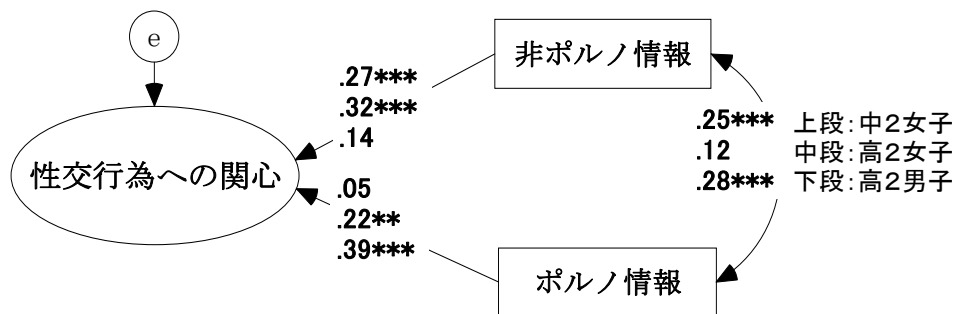 e
非ポルノ情報
.27***
.32***
.14
.25*** 上段:中2女子
.12 中段:高2女子
.28*** 下段:高2男子
性交行為への関心
.05
.22**
.39***
ポルノ情報